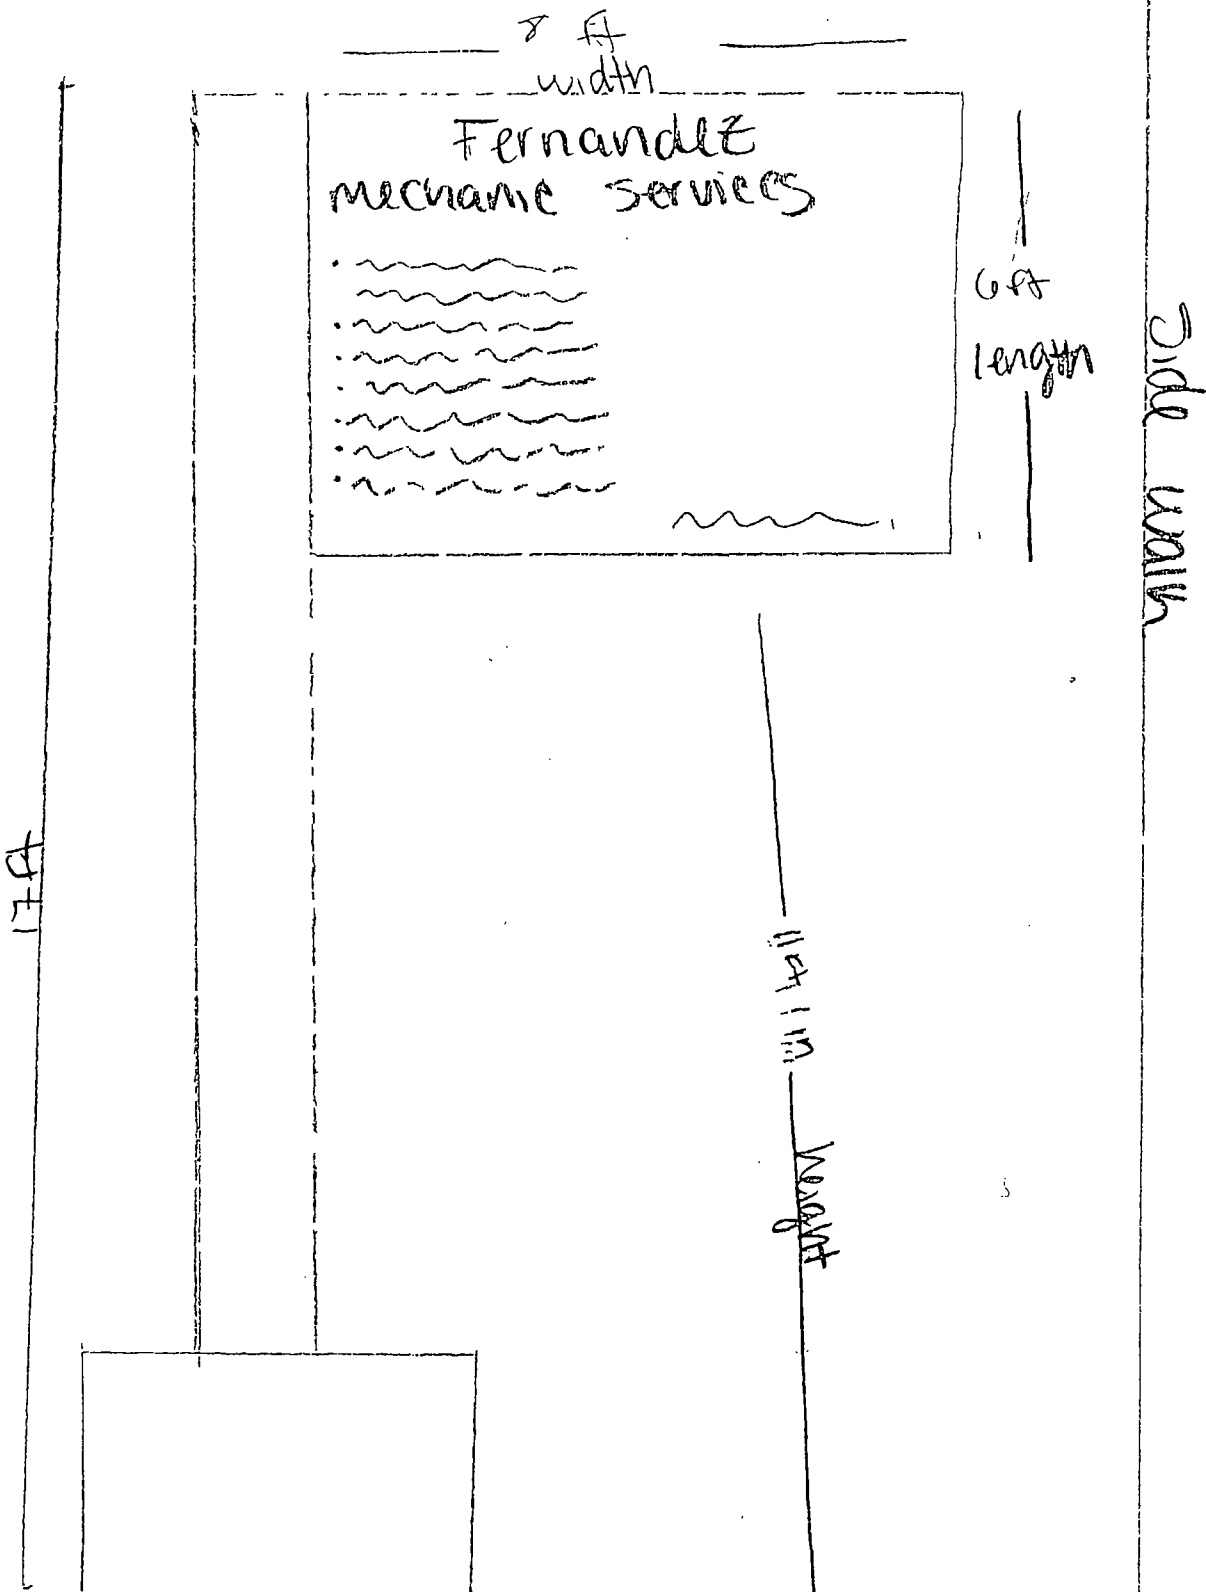 8 ft
width
Fernandez
mechanic services
6 ft
length
Side walk
17 ft
11 ft 1 in height